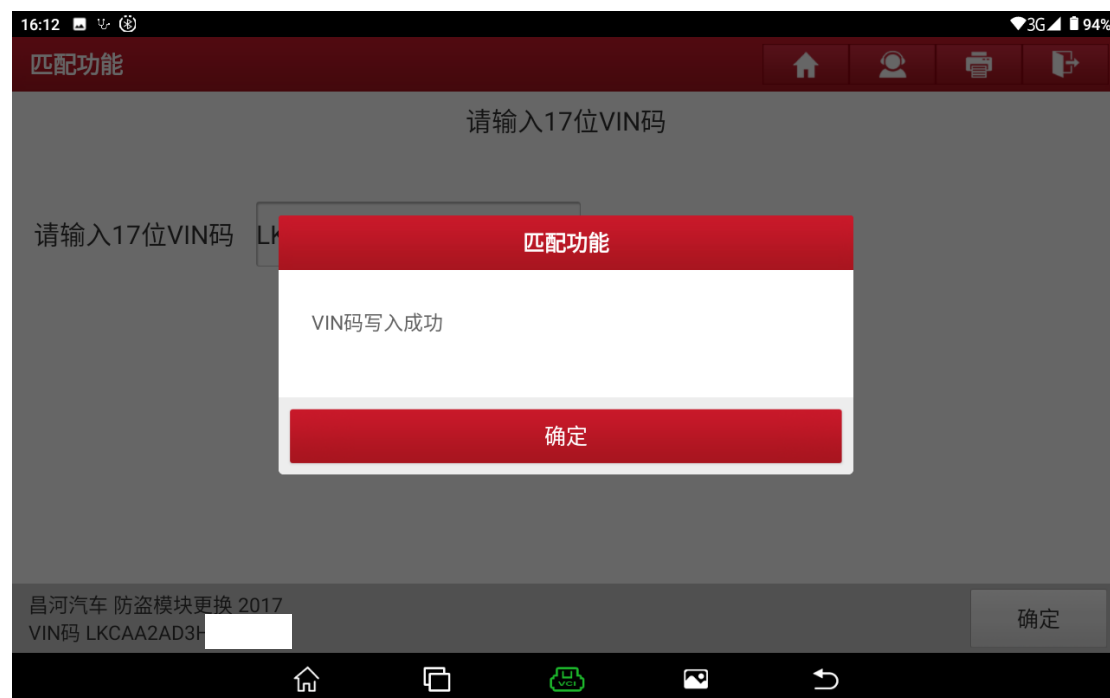 16:12
3G 94%
匹配功能
请输入17位VIN码
请输入17位VIN码 LK
匹配功能
VIN码写入成功
确定
昌河汽车 防盗模块更换 2017
VIN码 LKCAA2AD3H
确定
VCI